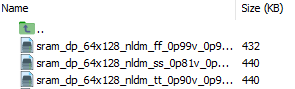 Name Size (KB)
..
sram_dp_64x128_nldm_ff_0p99v_0p9... 432
sram_dp_64x128_nldm_ss_0p81v_0p... 440
sram_dp_64x128_nldm_tt_0p90v_0p9... 440